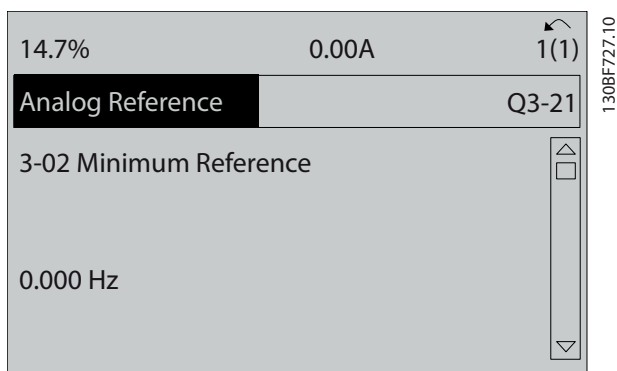 14.7% 0.00A 1(1)
Analog Reference Q3-21
3-02 Minimum Reference
0.000 Hz
130BF727.10